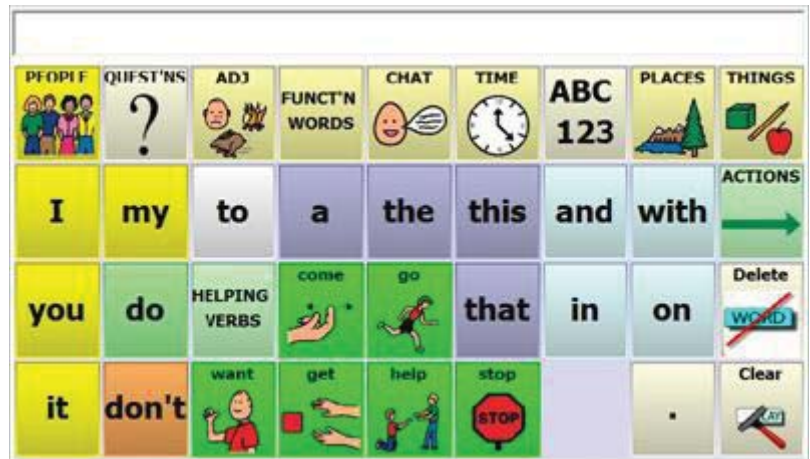 PEOPLE QUEST'NS ADJ FUNCT'N WORDS CHAT TIME ABC 123 PLACES THINGS
I my to a the this and with ACTIONS
you do HELPING VERBS come go that in on Delete WORD
it don't want get help stop STOP . Clear